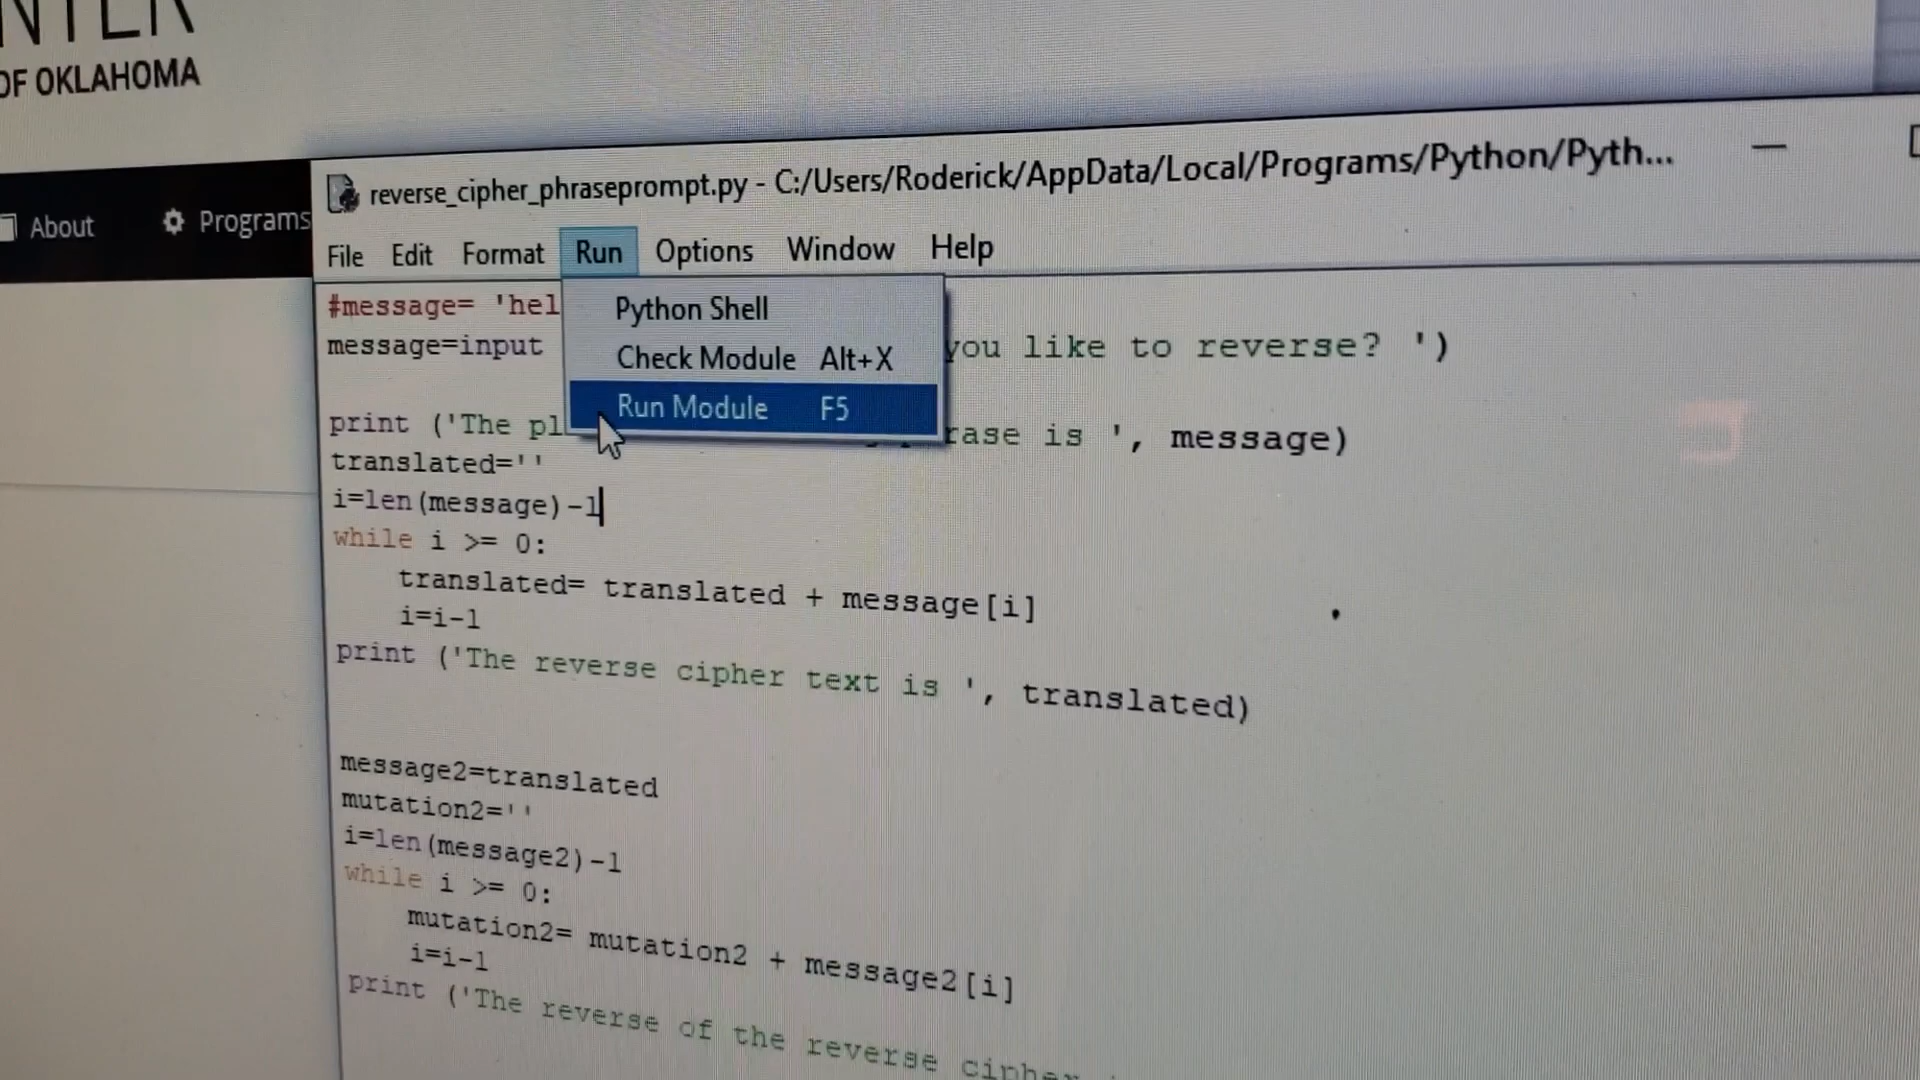 OF OKLAHOMA
About Programs
reverse_cipher_phraseprompt.py - C:/Users/Roderick/AppData/Local/Programs/Python/Pyth...
File Edit Format Run Options Window Help
Python Shell
Check Module Alt+X
Run Module F5
#message= 'hel
message=input you like to reverse? ')
print ('The pl rase is ', message)
translated=''
i=len(message)-1
while i >= 0:
translated= translated + message[i]
i=i-1
print ('The reverse cipher text is ', translated)
message2=translated
mutation2=''
i=len(message2)-1
while i >= 0:
mutation2= mutation2 + message2[i]
i=i-1
print ('The reverse of the reverse cipher